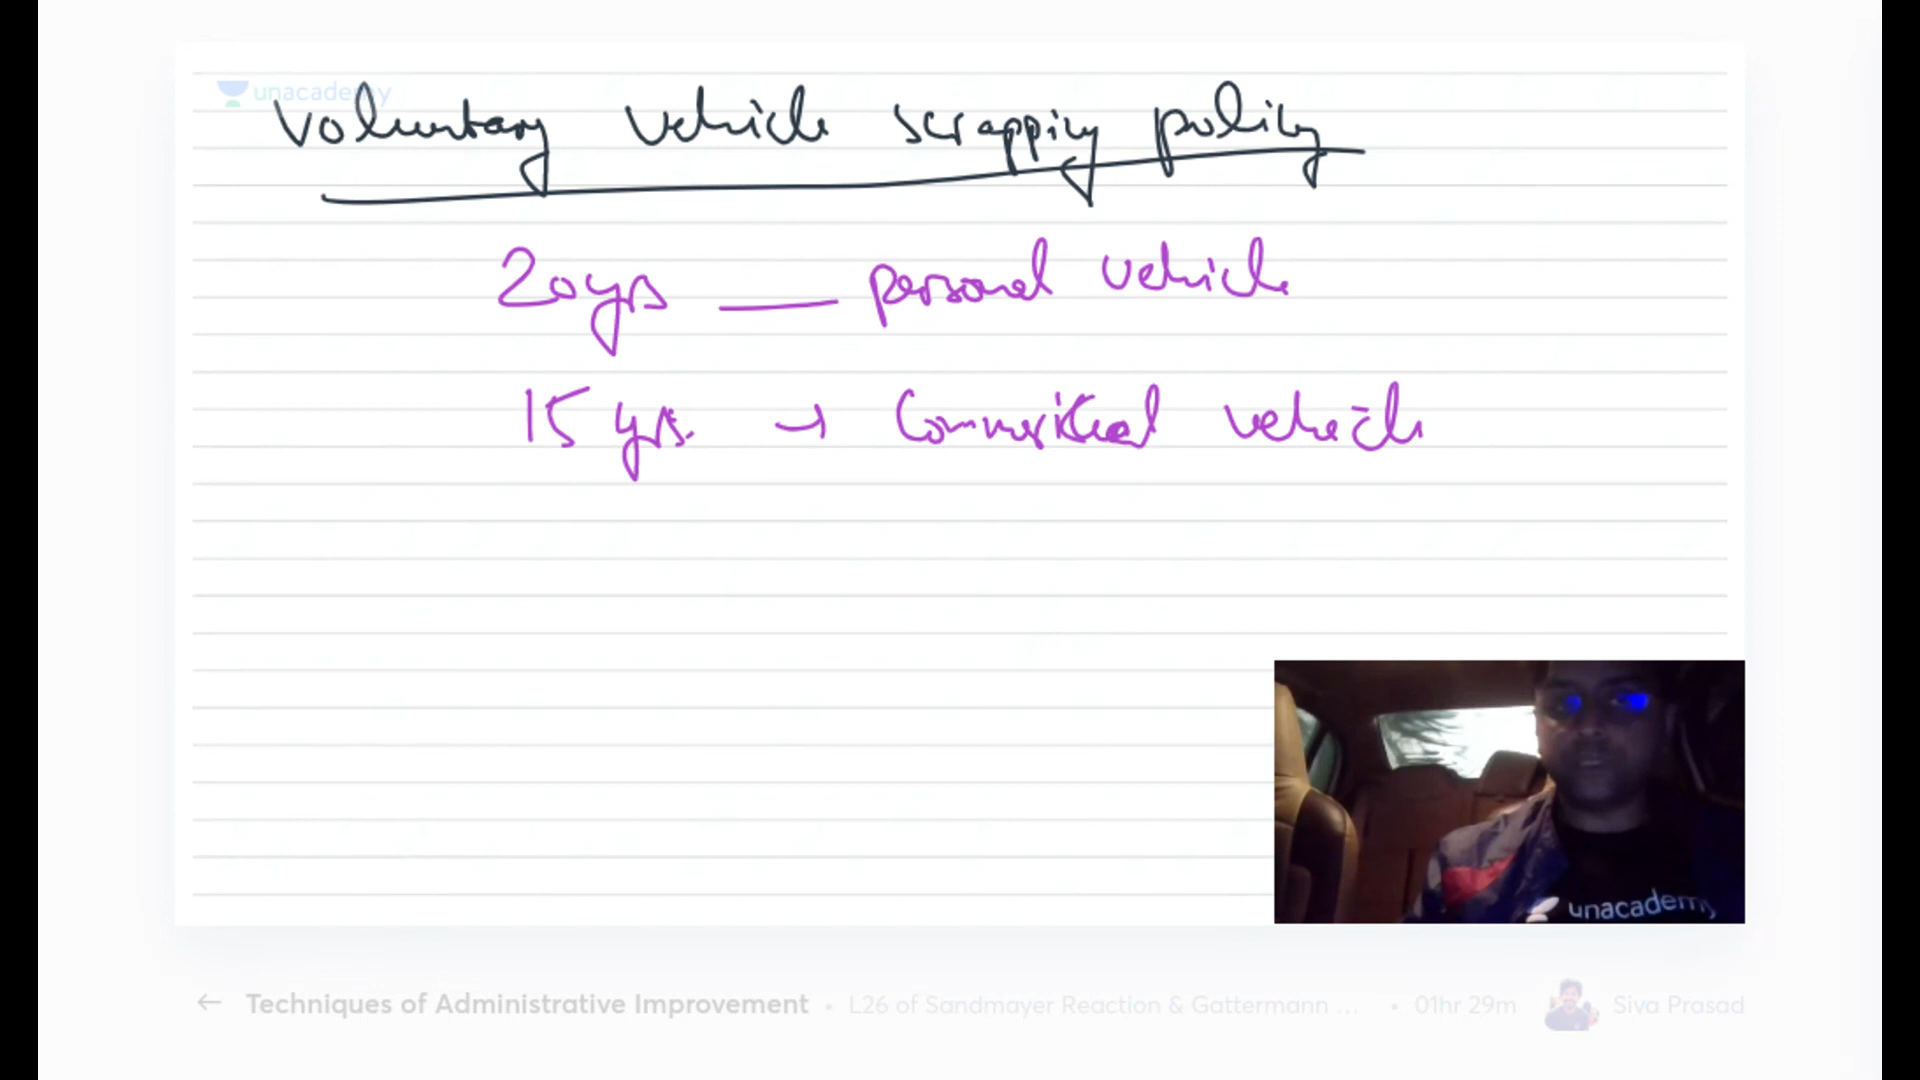 unacademy
Voluntary vehicle scrapping policy
20yrs — personal vehicle
15 yrs. → Commercial vehicle
unacademy
← Techniques of Administrative Improvement • L26 of Sandmayer Reaction & Gattermann ... • 01hr 29m Siva Prasad